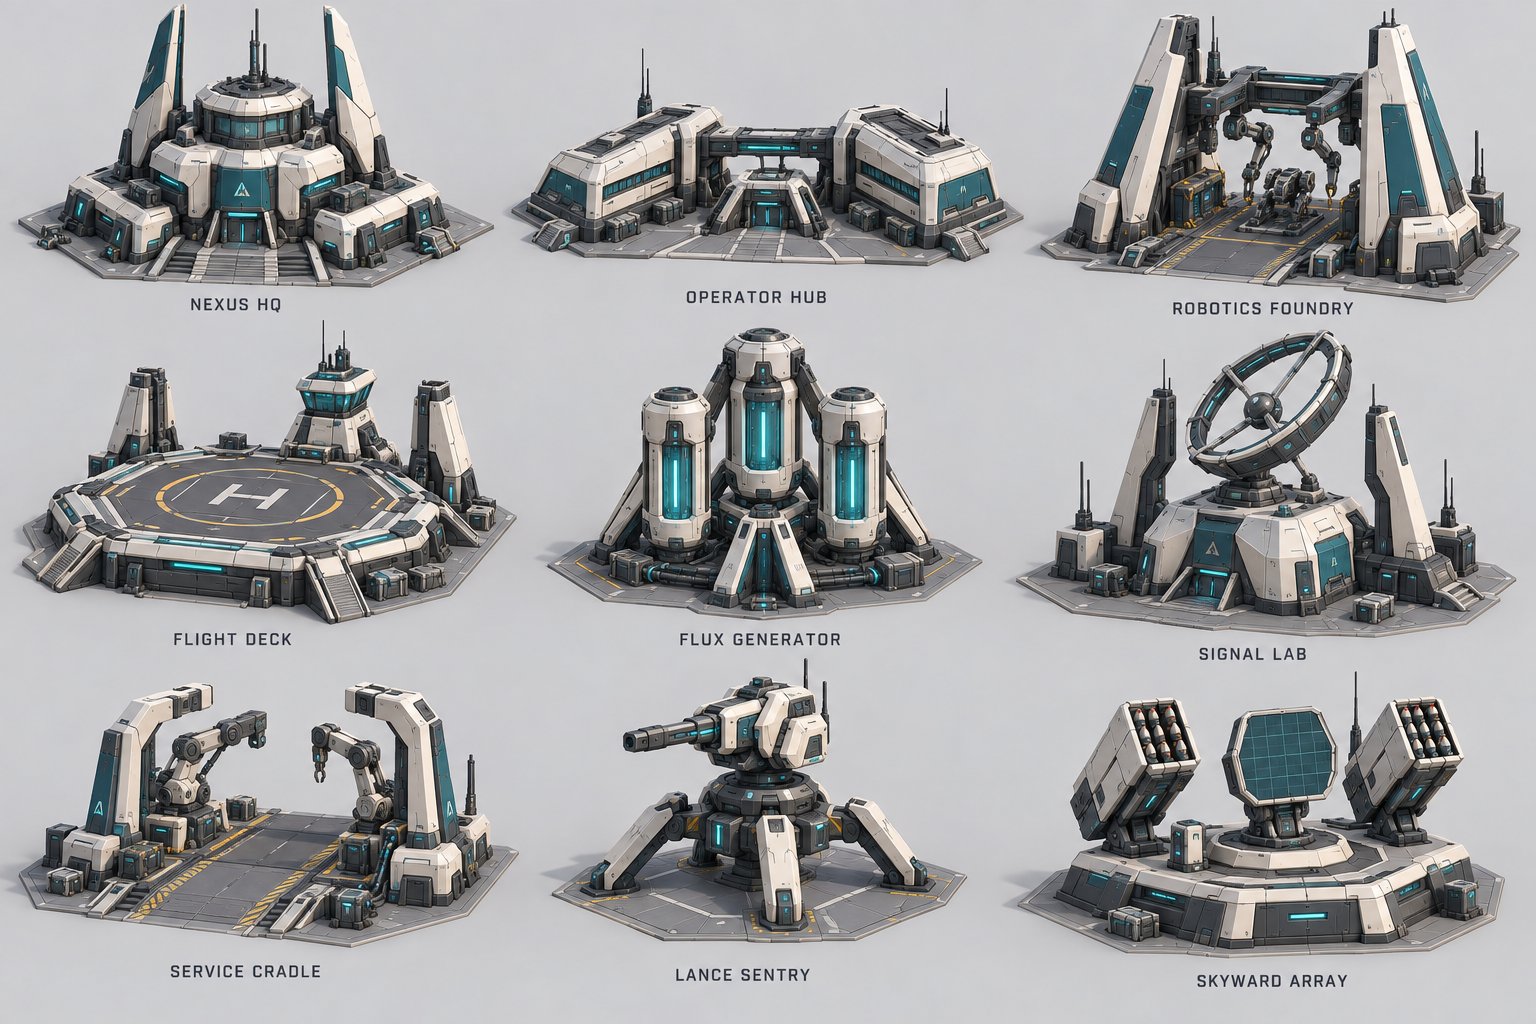 NEXUS HQ
OPERATOR HUB
ROBOTICS FOUNDRY
H
FLIGHT DECK
FLUX GENERATOR
SIGNAL LAB
SERVICE CRADLE
LANCE SENTRY
SKYWARD ARRAY